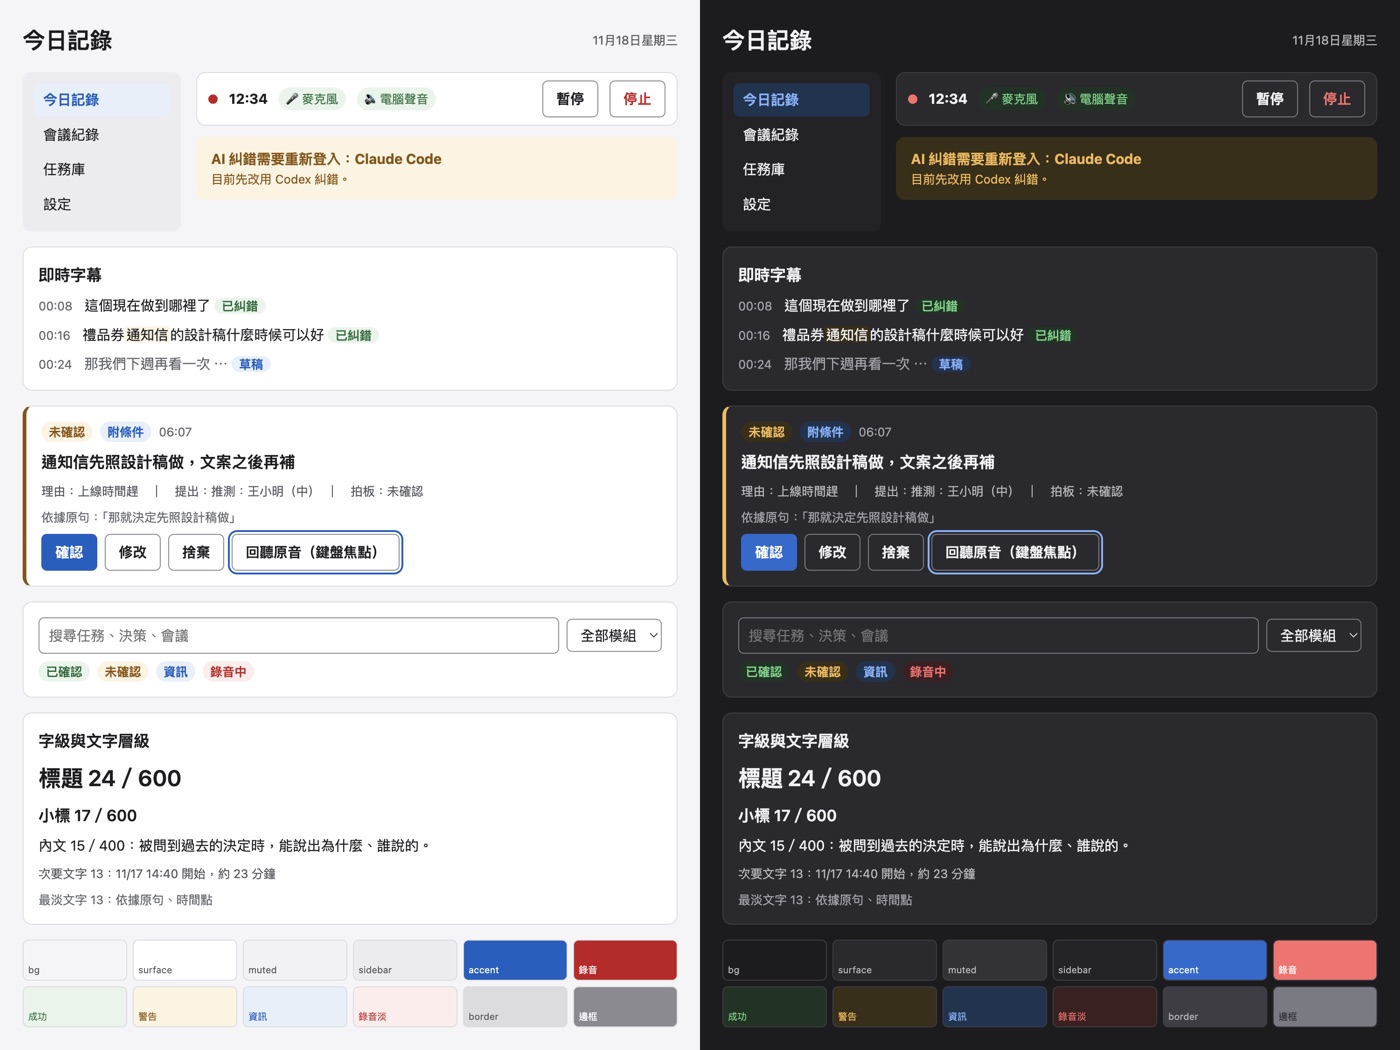 今日記錄
11月18日星期三
今日記錄
會議紀錄
任務庫
設定
12:34
麥克風
電腦聲音
暫停
停止
AI 糾錯需要重新登入：Claude Code
目前先改用 Codex 糾錯。
即時字幕
00:08 這個現在做到哪裡了 已糾錯
00:16 禮品券通知信的設計稿什麼時候可以好 已糾錯
00:24 那我們下週再看一次 … 草稿
未確認 附條件 06:07
通知信先照設計稿做，文案之後再補
理由：上線時間趕 | 提出：推測：王小明（中） | 拍板：未確認
依據原句：「那就決定先照設計稿做」
確認 修改 捨棄 回聽原音（鍵盤焦點）
搜尋任務、決策、會議 全部模組
已確認 未確認 資訊 錄音中
字級與文字層級
標題 24 / 600
小標 17 / 600
內文 15 / 400：被問到過去的決定時，能說出為什麼、誰說的。
次要文字 13：11/17 14:40 開始，約 23 分鐘
最淡文字 13：依據原句、時間點
bg surface muted sidebar accent 錄音
成功 警告 資訊 錄音淡 border 邊框
今日記錄
11月18日星期三
今日記錄
會議紀錄
任務庫
設定
12:34
麥克風
電腦聲音
暫停
停止
AI 糾錯需要重新登入：Claude Code
目前先改用 Codex 糾錯。
即時字幕
00:08 這個現在做到哪裡了 已糾錯
00:16 禮品券通知信的設計稿什麼時候可以好 已糾錯
00:24 那我們下週再看一次 … 草稿
未確認 附條件 06:07
通知信先照設計稿做，文案之後再補
理由：上線時間趕 | 提出：推測：王小明（中） | 拍板：未確認
依據原句：「那就決定先照設計稿做」
確認 修改 捨棄 回聽原音（鍵盤焦點）
搜尋任務、決策、會議 全部模組
已確認 未確認 資訊 錄音中
字級與文字層級
標題 24 / 600
小標 17 / 600
內文 15 / 400：被問到過去的決定時，能說出為什麼、誰說的。
次要文字 13：11/17 14:40 開始，約 23 分鐘
最淡文字 13：依據原句、時間點
bg surface muted sidebar accent 錄音
成功 警告 資訊 錄音淡 border 邊框